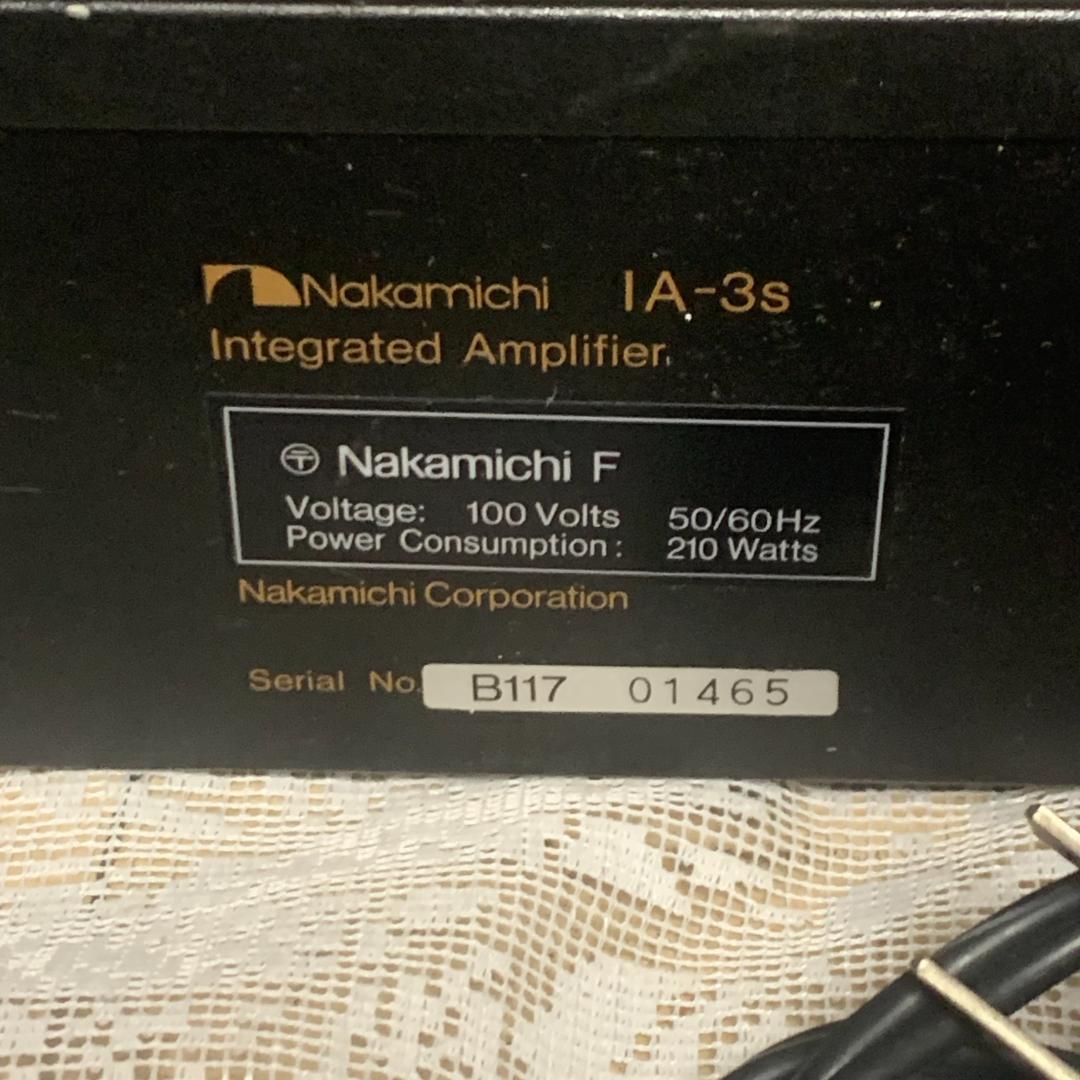 Nakamichi IA-3s
Integrated Amplifier
〒 Nakamichi F
Voltage: 100 Volts 50/60Hz
Power Consumption: 210 Watts
Nakamichi Corporation
Serial No. B117 01465